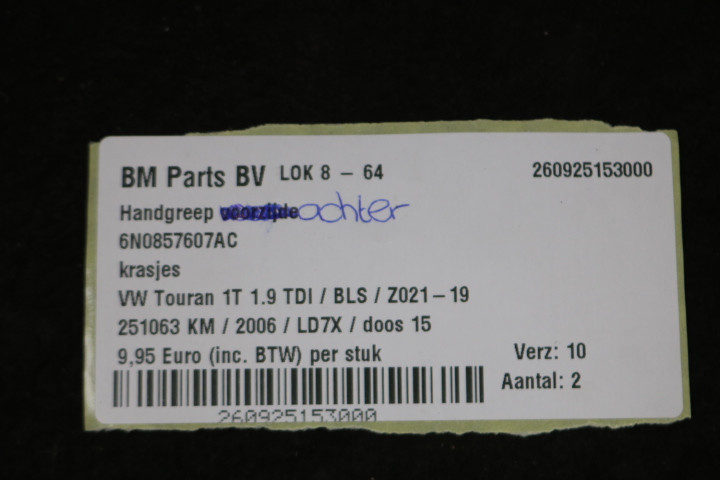 BM Parts BV LOK 8 - 64 260925153000
Handgreep voorzijde achter
6N0857607AC
krasjes
VW Touran 1T 1.9 TDI / BLS / Z021-19
251063 KM / 2006 / LD7X / doos 15
9,95 Euro (inc. BTW) per stuk Verz: 10
Aantal: 2
260925153000